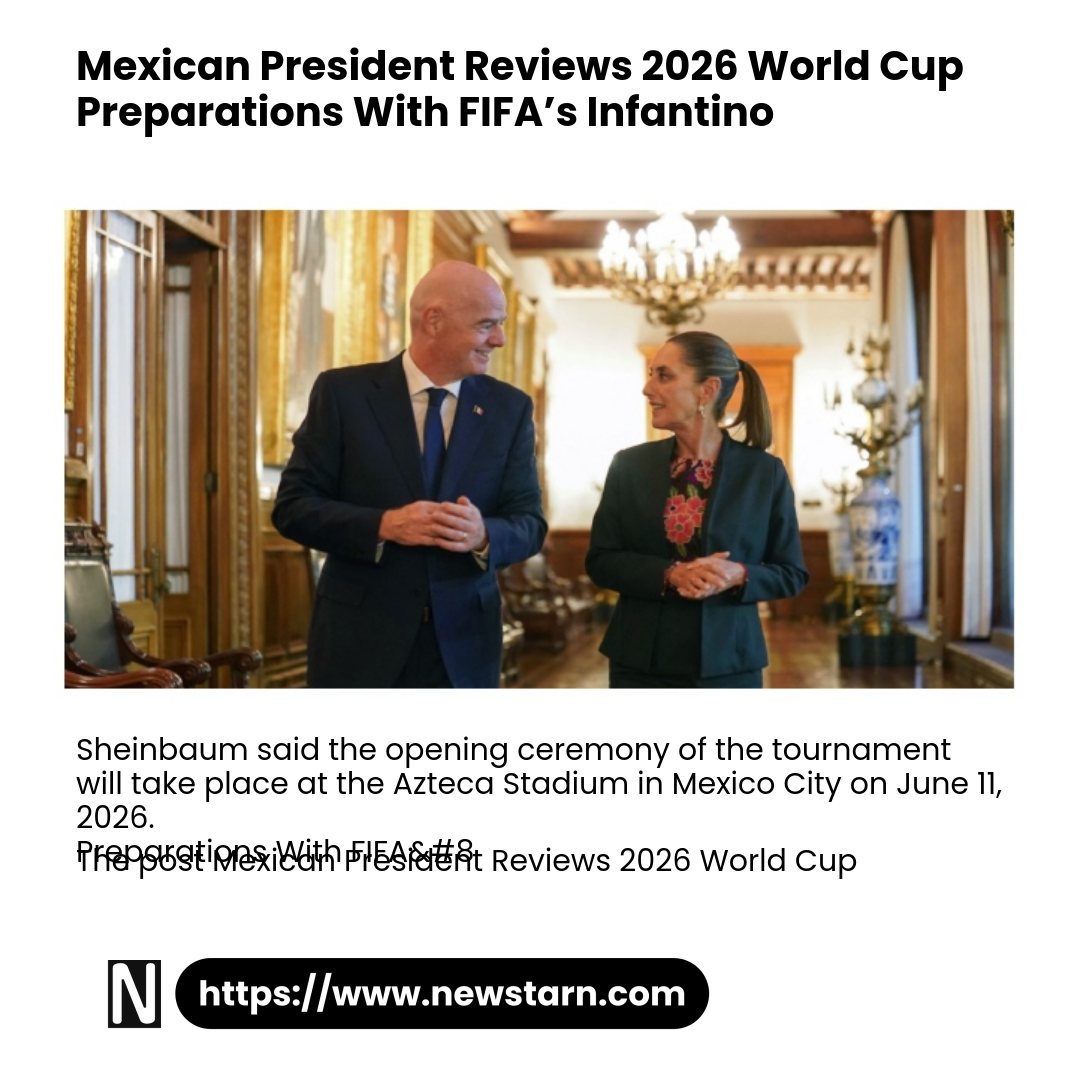 Mexican President Reviews 2026 World Cup
Preparations With FIFA’s Infantino
Sheinbaum said the opening ceremony of the tournament
will take place at the Azteca Stadium in Mexico City on June 11,
2026.
Preparations With FIFA&#8
The post Mexican President Reviews 2026 World Cup
N
https://www.newstarn.com